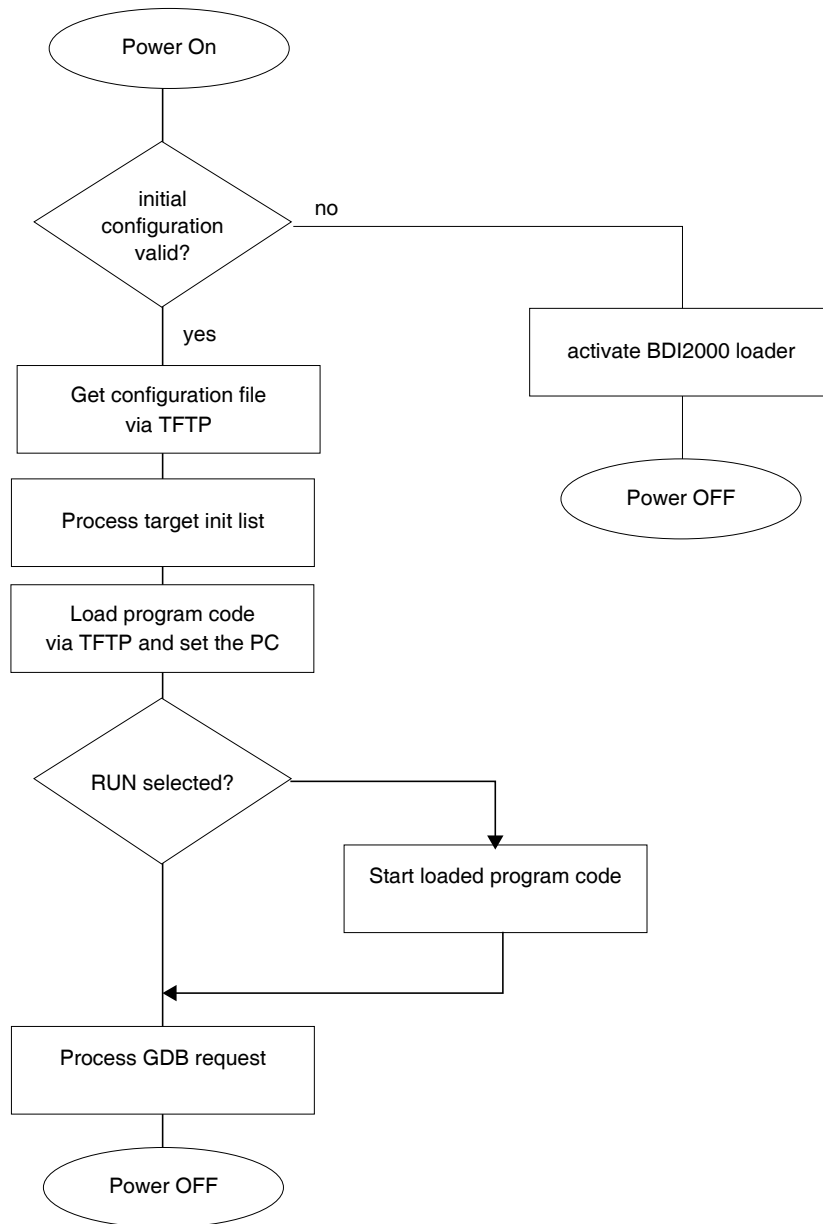 Power On
initial
configuration
valid?
no
yes
activate BDI2000 loader
Get configuration file
via TFTP
Power OFF
Process target init list
Load program code
via TFTP and set the PC
RUN selected?
Start loaded program code
Process GDB request
Power OFF